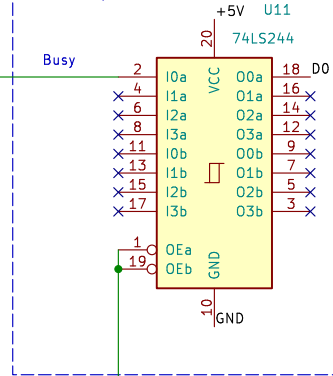 +5V U11
74LS244
20
VCC
Busy
2 I0a O0a 18 D0
4 I1a O1a 16
6 I2a O2a 14
8 I3a O3a 12
11 I0b O0b 9
13 I1b O1b 7
15 I2b O2b 5
17 I3b O3b 3
1 OEa
19 OEb
GND
10
GND